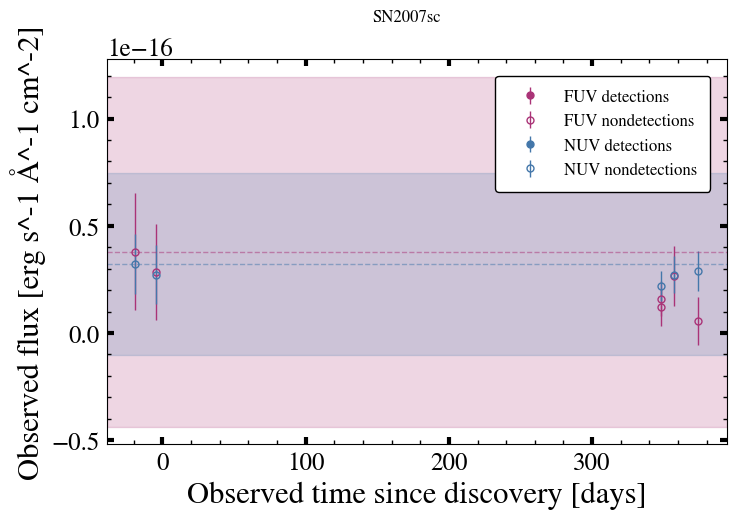 SN2007sc
1e−16
Observed flux [erg s^-1 Å^-1 cm^-2]
1.0
0.5
0.0
−0.5
FUV detections
FUV nondetections
NUV detections
NUV nondetections
0 100 200 300
Observed time since discovery [days]